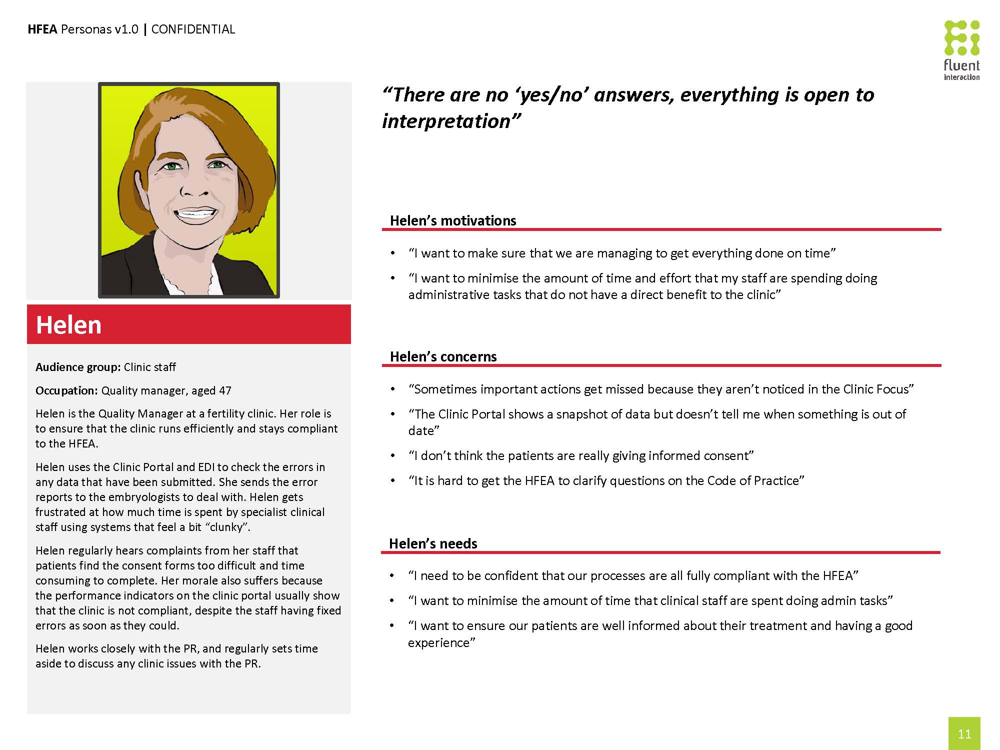 HFEA Personas v1.0 | CONFIDENTIAL
fluent
interaction
“There are no ‘yes/no’ answers, everything is open to
interpretation”
Helen
Audience group: Clinic staff
Occupation: Quality manager, aged 47
Helen is the Quality Manager at a fertility clinic. Her role is
to ensure that the clinic runs efficiently and stays compliant
to the HFEA.
Helen uses the Clinic Portal and EDI to check the errors in
any data that have been submitted. She sends the error
reports to the embryologists to deal with. Helen gets
frustrated at how much time is spent by specialist clinical
staff using systems that feel a bit “clunky”.
Helen regularly hears complaints from her staff that
patients find the consent forms too difficult and time
consuming to complete. Her morale also suffers because
the performance indicators on the clinic portal usually show
that the clinic is not compliant, despite the staff having fixed
errors as soon as they could.
Helen works closely with the PR, and regularly sets time
aside to discuss any clinic issues with the PR.
Helen’s motivations
• “I want to make sure that we are managing to get everything done on time”
• “I want to minimise the amount of time and effort that my staff are spending doing
administrative tasks that do not have a direct benefit to the clinic”
Helen’s concerns
• “Sometimes important actions get missed because they aren’t noticed in the Clinic Focus”
• “The Clinic Portal shows a snapshot of data but doesn’t tell me when something is out of
date”
• “I don’t think the patients are really giving informed consent”
• “It is hard to get the HFEA to clarify questions on the Code of Practice”
Helen’s needs
• “I need to be confident that our processes are all fully compliant with the HFEA”
• “I want to minimise the amount of time that clinical staff are spent doing admin tasks”
• “I want to ensure our patients are well informed about their treatment and having a good
experience”
11